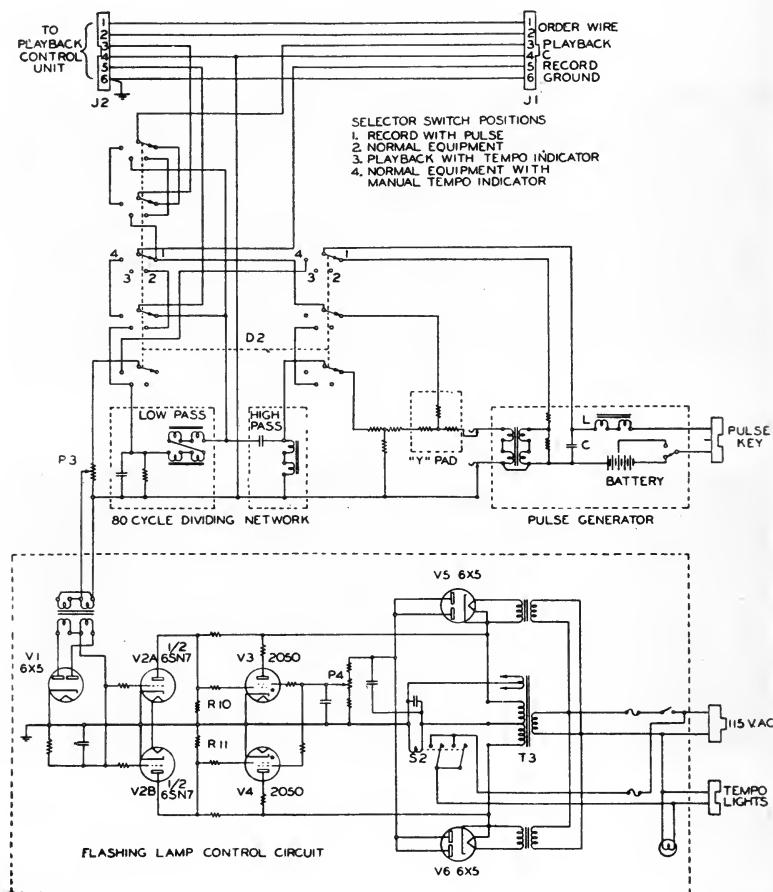 TO
PLAYBACK
CONTROL
UNIT
1
2
3
4
5
6
J2
1
2
3
4
5
6
J1
ORDER WIRE
PLAYBACK
C
RECORD
GROUND
SELECTOR SWITCH POSITIONS
1. RECORD WITH PULSE
2. NORMAL EQUIPMENT
3. PLAYBACK WITH TEMPO INDICATOR
4. NORMAL EQUIPMENT WITH
MANUAL TEMPO INDICATOR
4
1
3
2
4
1
3
2
D2
LOW PASS
HIGH
PASS
P3
80 CYCLE DIVIDING NETWORK
"Y" PAD
L
C
BATTERY
PULSE
KEY
PULSE GENERATOR
V5 6X5
V1
6X5
V2A
1/2
6SN7
V3
2050
P4
R10
R11
S2
T3
115 V.AC
V2B
1/2
6SN7
V4
2050
TEMPO
LIGHTS
FLASHING LAMP CONTROL CIRCUIT
V6 6X5